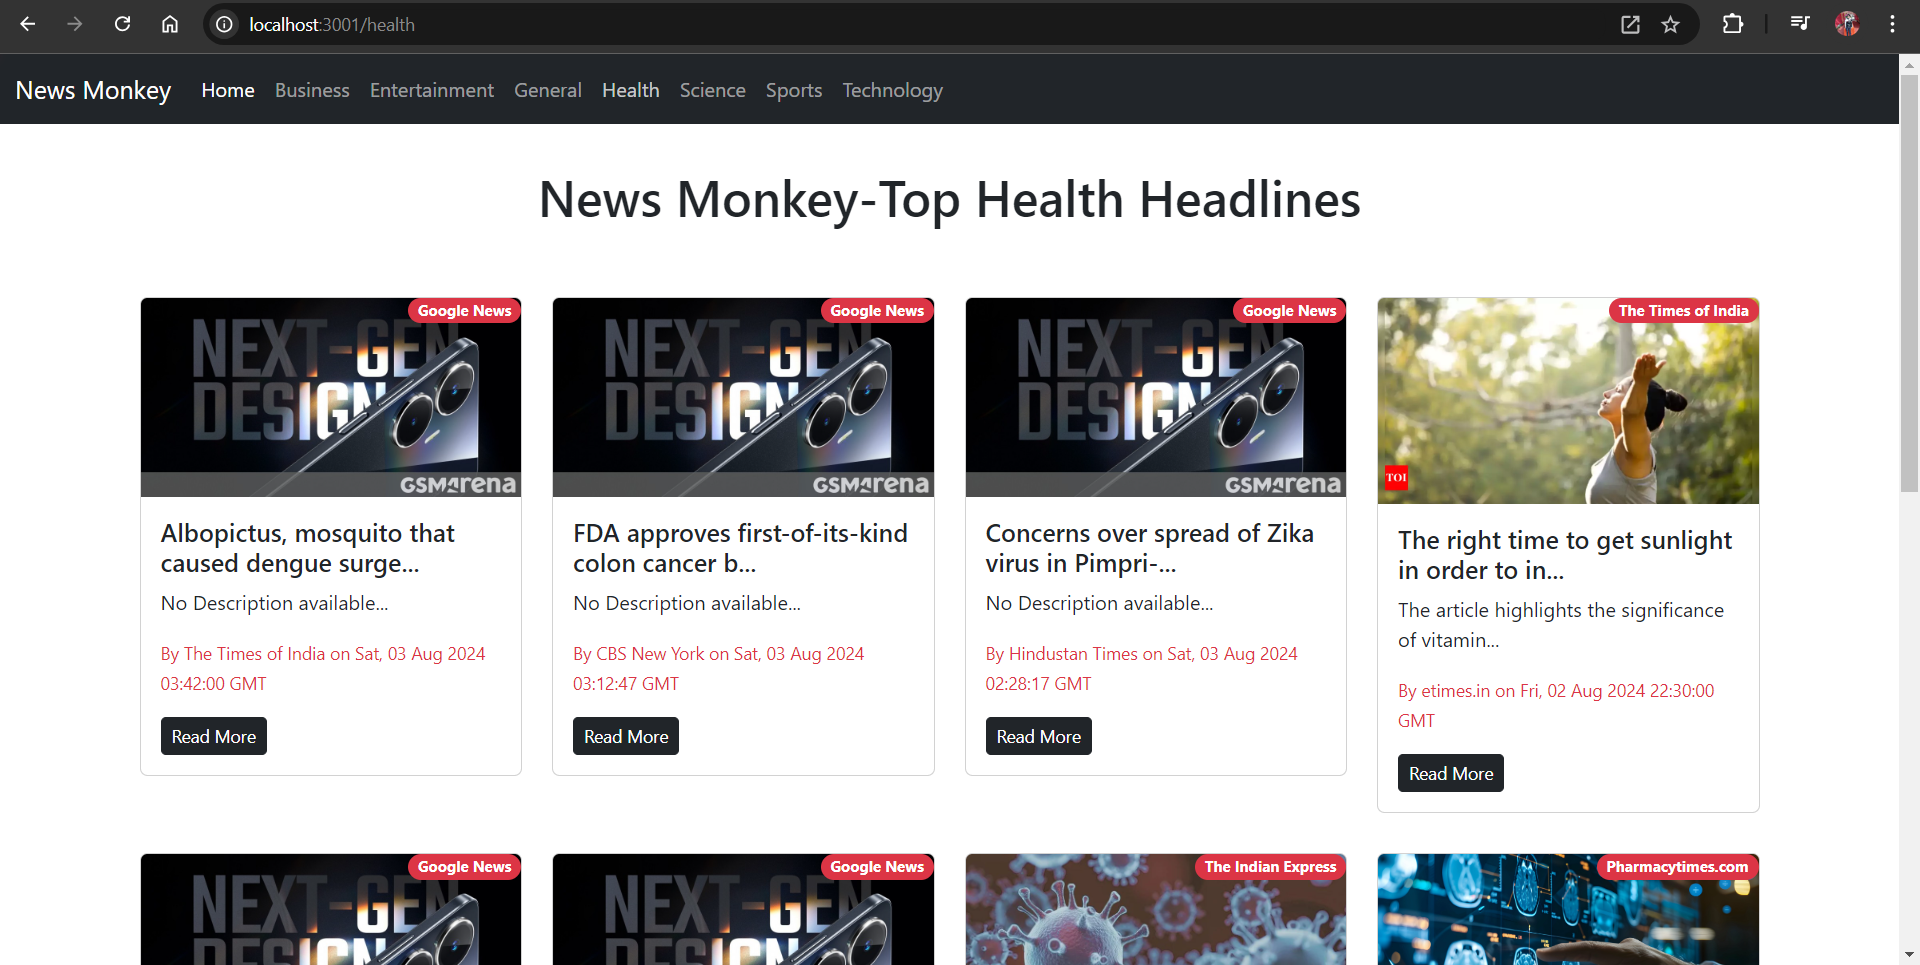 localhost:3001/health
News Monkey Home Business Entertainment General Health Science Sports Technology
News Monkey-Top Health Headlines
Google News
NEXT-GEN
DESIGN
GSMarena
Albopictus, mosquito that
caused dengue surge...
No Description available...
By The Times of India on Sat, 03 Aug 2024
03:42:00 GMT
Read More
Google News
NEXT-GEN
DESIGN
GSMarena
FDA approves first-of-its-kind
colon cancer b...
No Description available...
By CBS New York on Sat, 03 Aug 2024
03:12:47 GMT
Read More
Google News
NEXT-GEN
DESIGN
GSMarena
Concerns over spread of Zika
virus in Pimpri-...
No Description available...
By Hindustan Times on Sat, 03 Aug 2024
02:28:17 GMT
Read More
The Times of India
TOI
The right time to get sunlight
in order to in...
The article highlights the significance
of vitamin...
By etimes.in on Fri, 02 Aug 2024 22:30:00
GMT
Read More
Google News
NEXT-GEN
DESIGN
Google News
NEXT-GEN
DESIGN
The Indian Express
Pharmacytimes.com